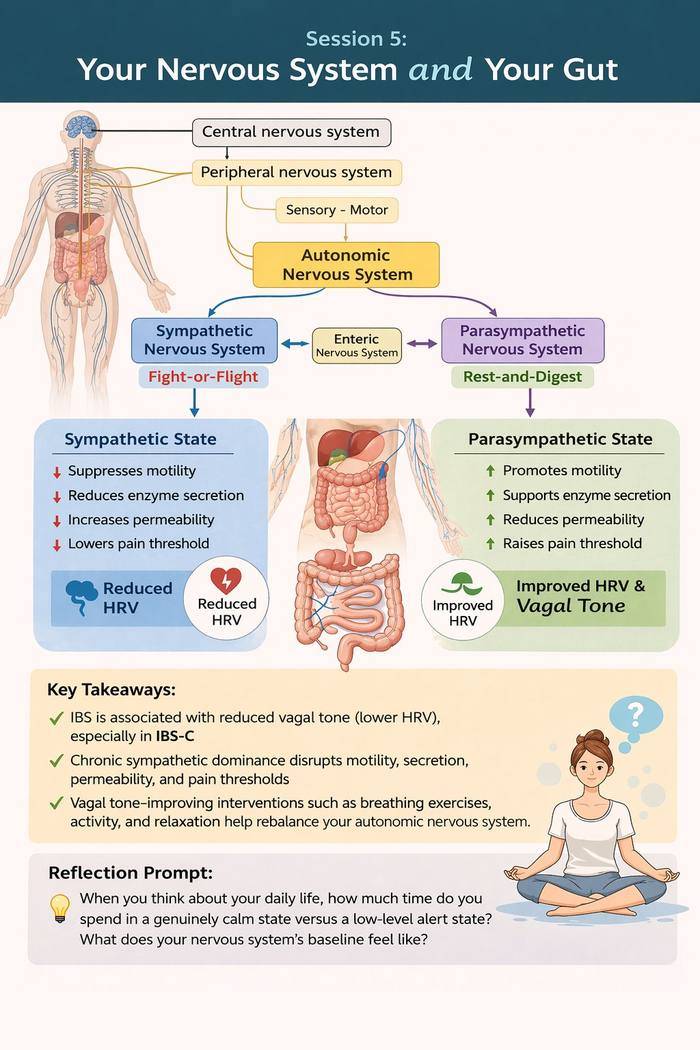 Session 5:
Your Nervous System and Your Gut
Central nervous system
Peripheral nervous system
Sensory - Motor
Autonomic
Nervous System
Sympathetic
Nervous System
Enteric
Nervous System
Parasympathetic
Nervous System
Fight-or-Flight
Rest-and-Digest
Sympathetic State
↓ Suppresses motility
↓ Reduces enzyme secretion
↓ Increases permeability
↓ Lowers pain threshold
Reduced
HRV
Reduced
HRV
Parasympathetic State
↑ Promotes motility
↑ Supports enzyme secretion
↑ Reduces permeability
↑ Raises pain threshold
Improved
HRV
Improved HRV &
Vagal Tone
Key Takeaways:
✓ IBS is associated with reduced vagal tone (lower HRV),
especially in IBS-C
✓ Chronic sympathetic dominance disrupts motility, secretion,
permeability, and pain thresholds
✓ Vagal tone–improving interventions such as breathing exercises,
activity, and relaxation help rebalance your autonomic nervous system.
?
Reflection Prompt:
When you think about your daily life, how much time do you
spend in a genuinely calm state versus a low-level alert state?
What does your nervous system's baseline feel like?